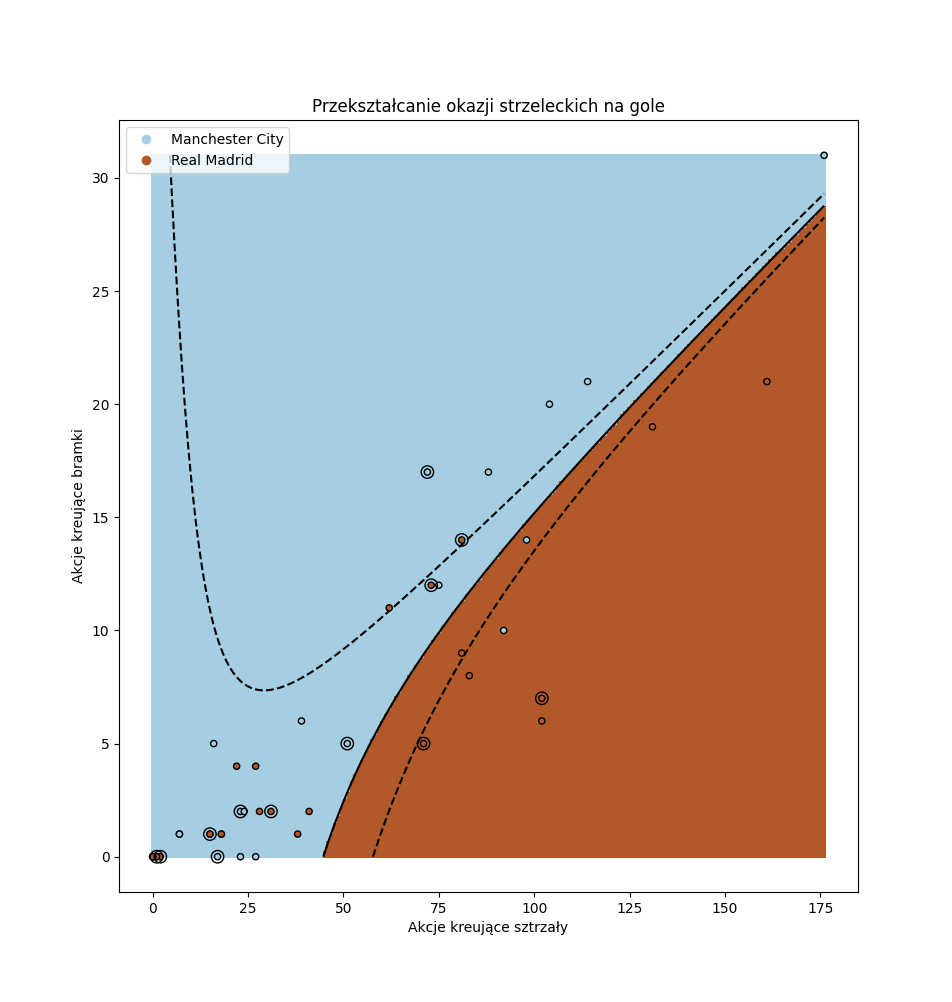 Przekształcanie okazji strzeleckich na gole
Manchester City
Real Madrid
30
25
20
15
10
5
0
Akcje kreujące bramki
0 25 50 75 100 125 150 175
Akcje kreujące sztrzały